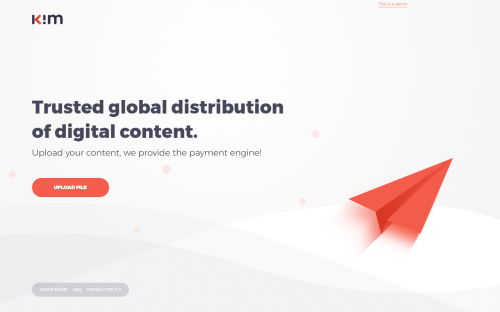 This is a demo
K!m
Trusted global distribution
of digital content.
Upload your content, we provide the payment engine!
UPLOAD FILE
KNOW MORE FAQ PRIVACY POLICY